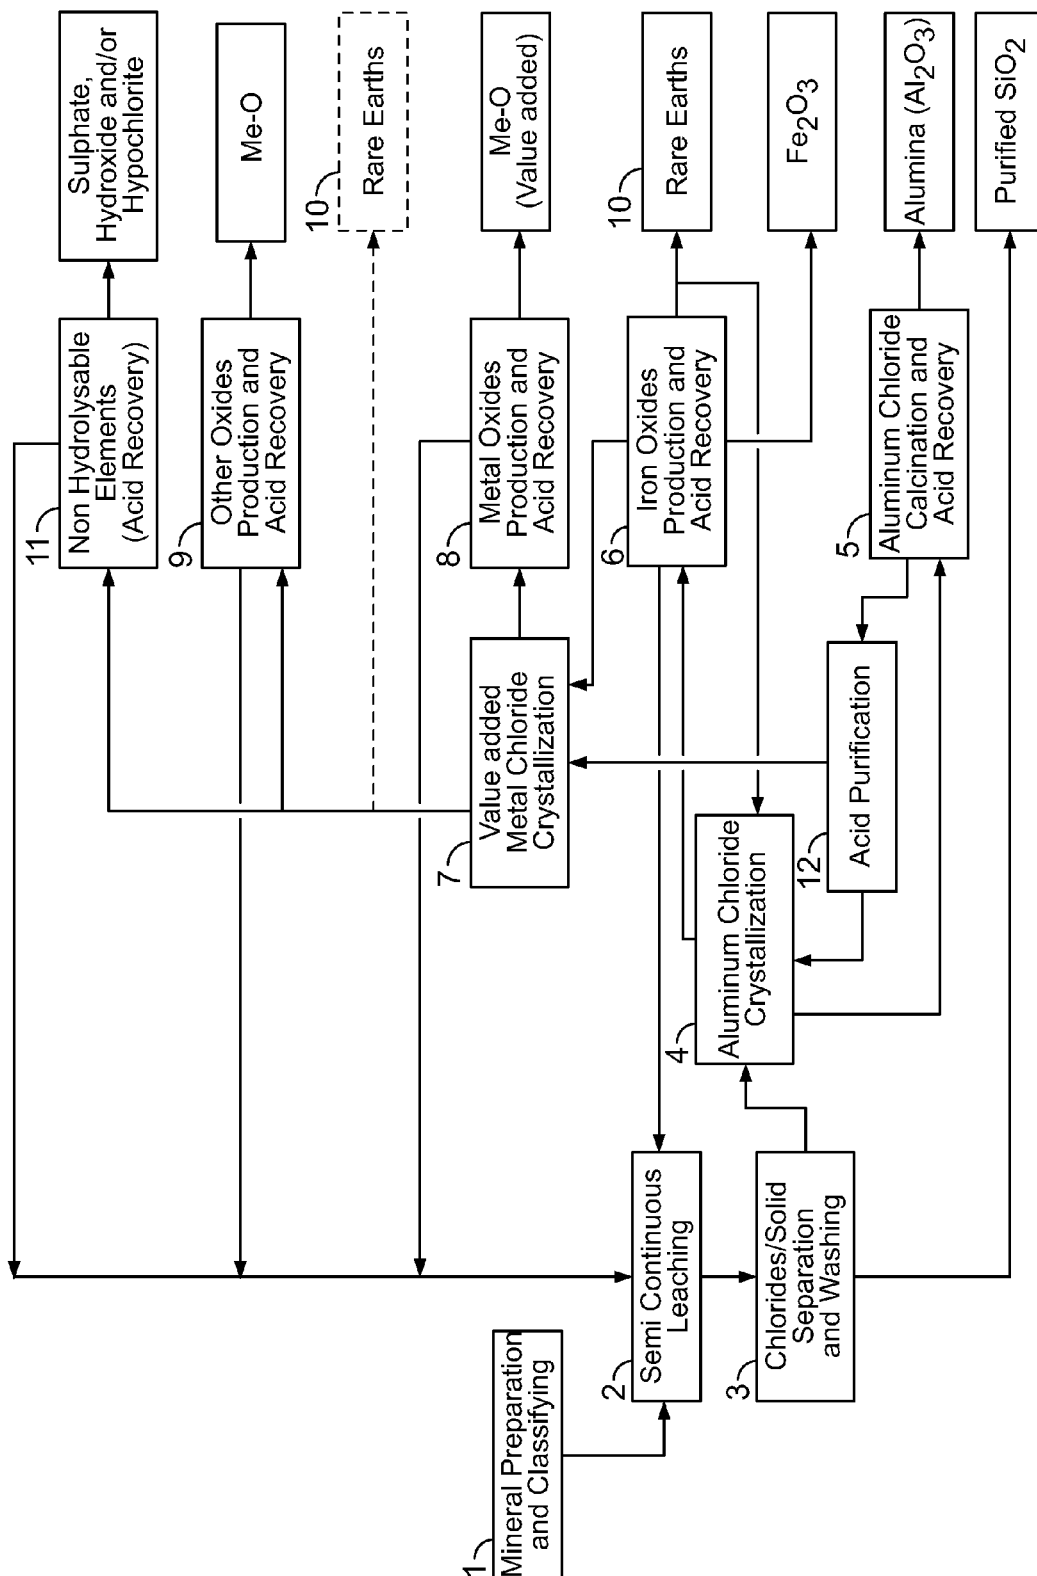 1
Mineral Preparation
and Classifying
2
Semi Continuous
Leaching
3
Chlorides/Solid
Separation
and Washing
4
Aluminum Chloride
Crystallization
7
Value added
Metal Chloride
Crystallization
12
Acid Purification
11
Non Hydrolysable
Elements
(Acid Recovery)
9
Other Oxides
Production and
Acid Recovery
8
Metal Oxides
Production and
Acid Recovery
6
Iron Oxides
Production and
Acid Recovery
5
Aluminum Chloride
Calcination and
Acid Recovery
Sulphate,
Hydroxide and/or
Hypochlorite
Me-O
10
Rare Earths
Me-O
(Value added)
10
Rare Earths
Fe2O3
Alumina (Al2O3)
Purified SiO2